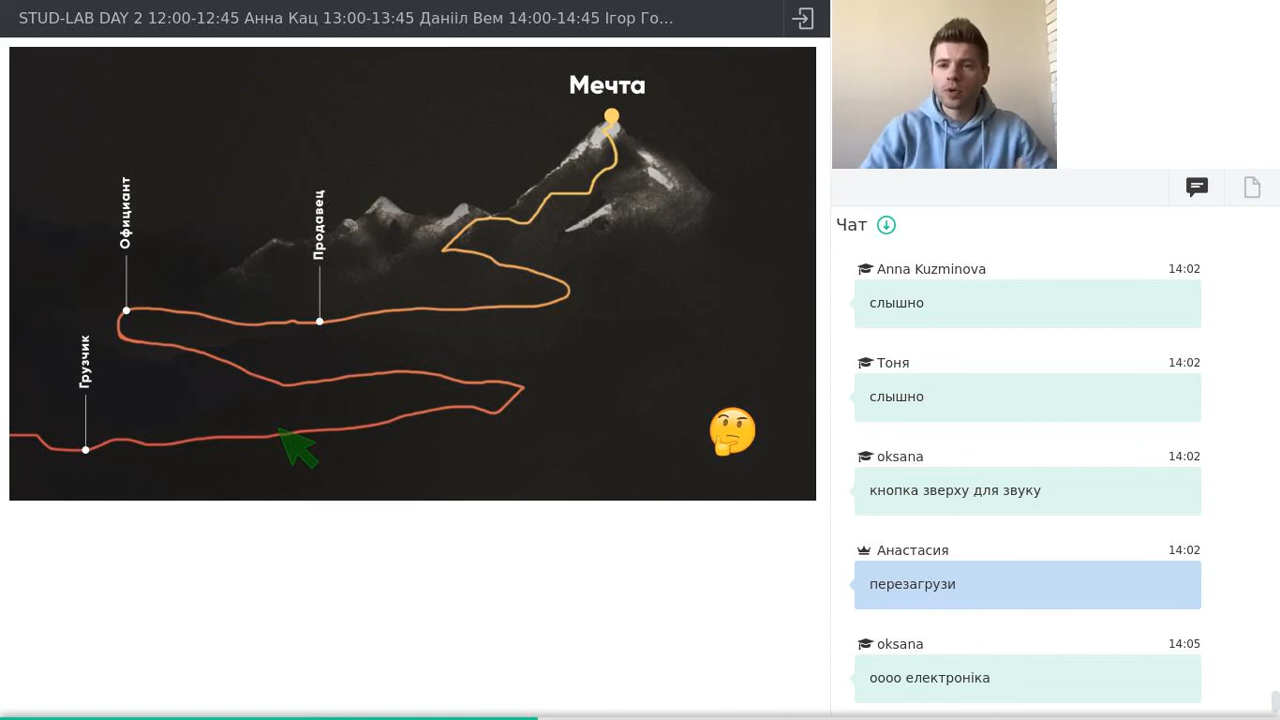 STUD-LAB DAY 2 12:00-12:45 Анна Кац 13:00-13:45 Данііл Вем 14:00-14:45 Ігор Го...
Мечта
Официант
Продавец
Грузчик
Чат
Anna Kuzminova 14:02
слышно
Тоня 14:02
слышно
oksana 14:02
кнопка зверху для звуку
Анастасия 14:02
перезагрузи
oksana 14:05
оооо електроніка